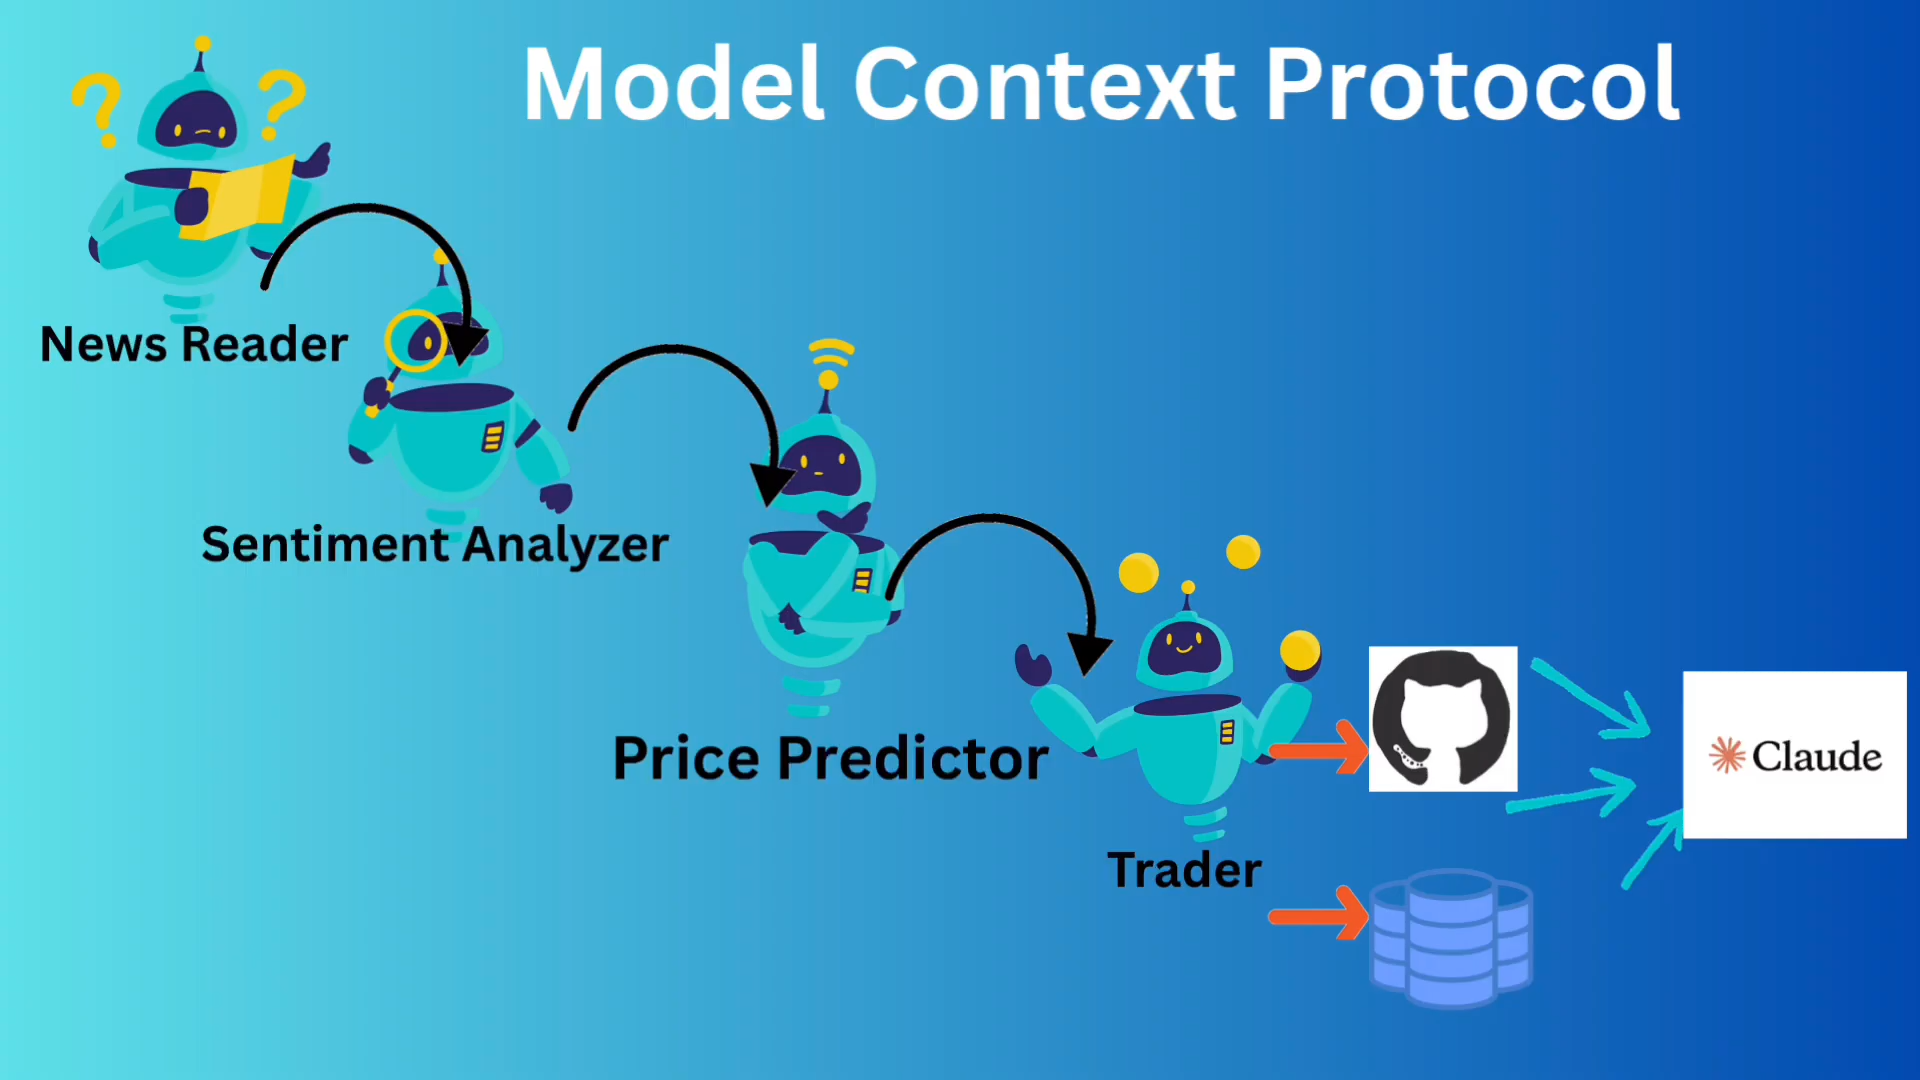 Model Context Protocol
News Reader
Sentiment Analyzer
Price Predictor
Claude
Trader